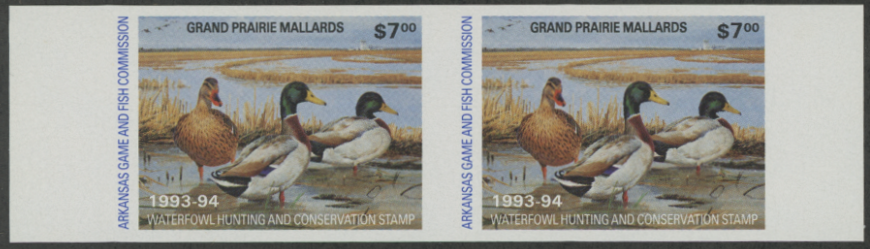 ARKANSAS GAME AND FISH COMMISSION
GRAND PRAIRIE MALLARDS
$7.00
1993-94
WATERFOWL HUNTING AND CONSERVATION STAMP
ARKANSAS GAME AND FISH COMMISSION
GRAND PRAIRIE MALLARDS
$7.00
1993-94
WATERFOWL HUNTING AND CONSERVATION STAMP